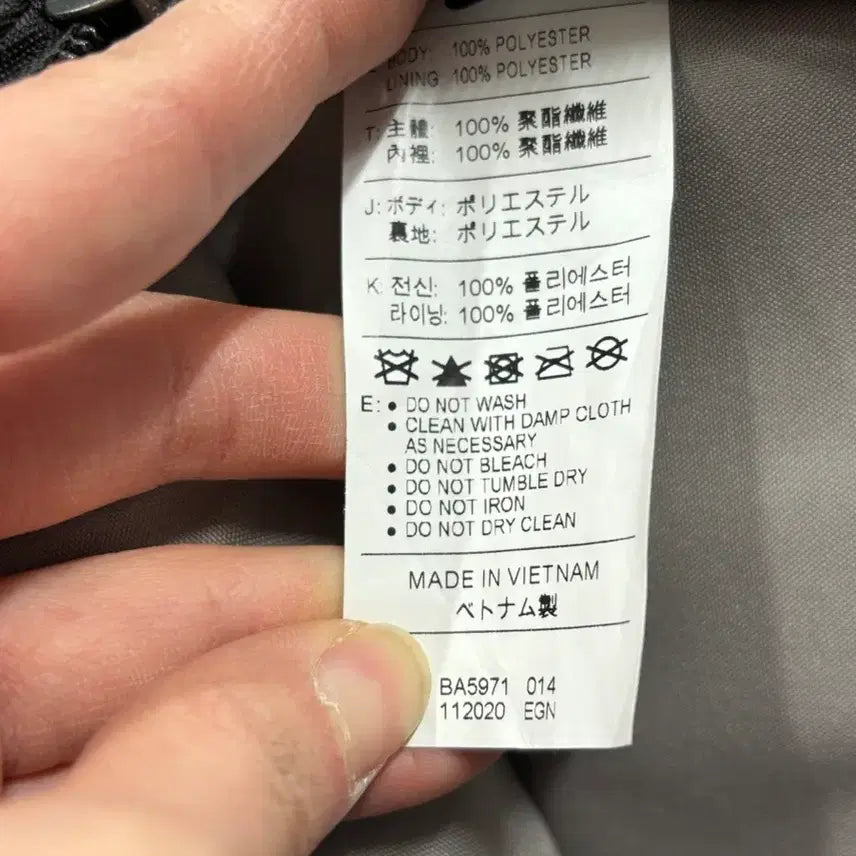 BODY: 100% POLYESTER
LINING 100% POLYESTER
T: 主體: 100% 聚酯纖維
內裡: 100% 聚酯纖維
J: ボディ: ポリエステル
裏地: ポリエステル
K: 전신: 100% 폴리에스터
라이닝: 100% 폴리에스터
E: • DO NOT WASH
• CLEAN WITH DAMP CLOTH
AS NECESSARY
• DO NOT BLEACH
• DO NOT TUMBLE DRY
• DO NOT IRON
• DO NOT DRY CLEAN
MADE IN VIETNAM
ベトナム製
BA5971 014
112020 EGN